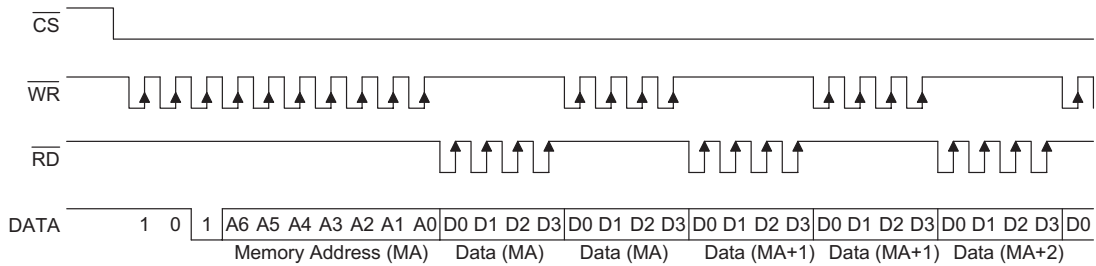 CS
WR
RD
DATA 1 0 1 A6 A5 A4 A3 A2 A1 A0 D0 D1 D2 D3 D0 D1 D2 D3 D0 D1 D2 D3 D0 D1 D2 D3 D0 D1 D2 D3 D0
Memory Address (MA) Data (MA) Data (MA) Data (MA+1) Data (MA+1) Data (MA+2)